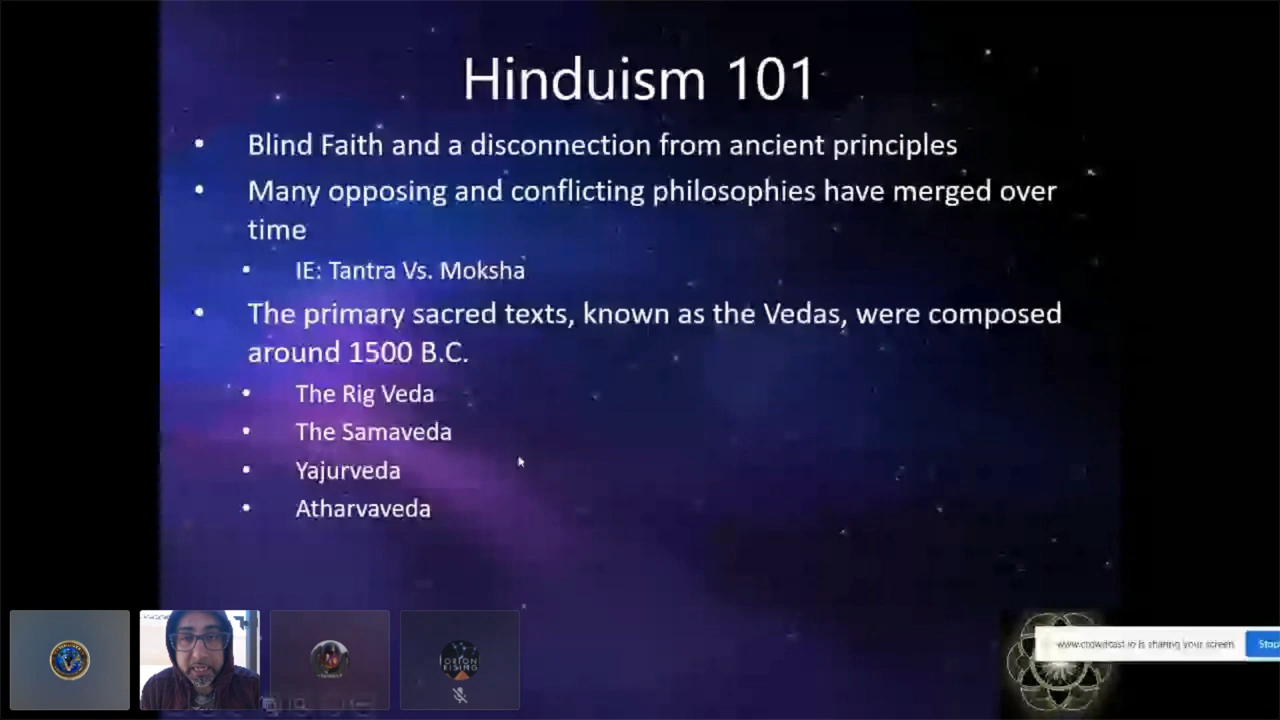 Hinduism 101
• Blind Faith and a disconnection from ancient principles
• Many opposing and conflicting philosophies have merged over
time
• IE: Tantra Vs. Moksha
• The primary sacred texts, known as the Vedas, were composed
around 1500 B.C.
• The Rig Veda
• The Samaveda
• Yajurveda
• Atharvaveda
ORION
RISING
www.crowdcast.io is sharing your screen.
Stop